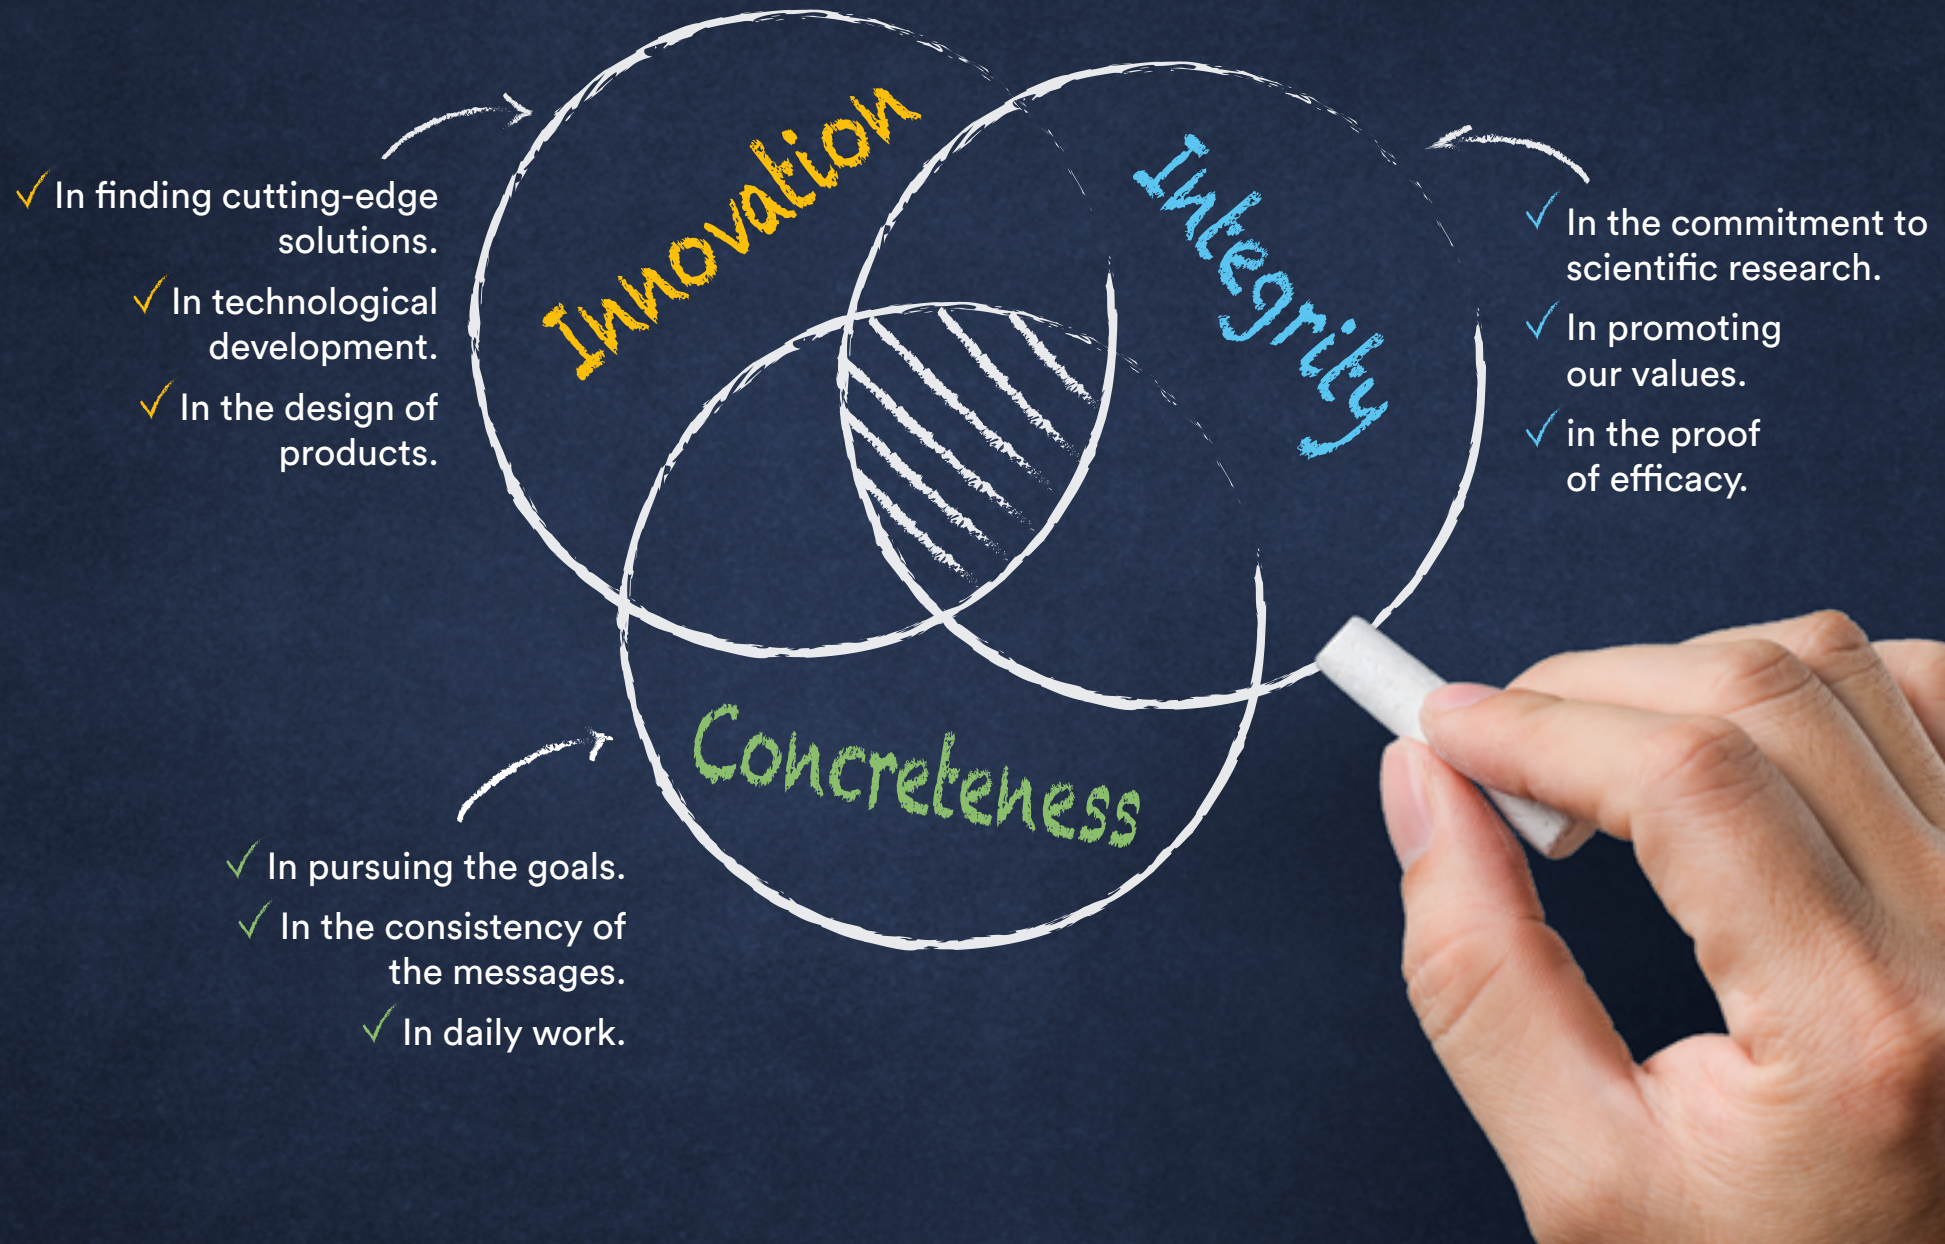 Innovation
In finding cutting-edge
solutions.
In technological
development.
In the design of
products.
Integrity
In the commitment to
scientific research.
In promoting
our values.
in the proof
of efficacy.
Concreteness
In pursuing the goals.
In the consistency of
the messages.
In daily work.